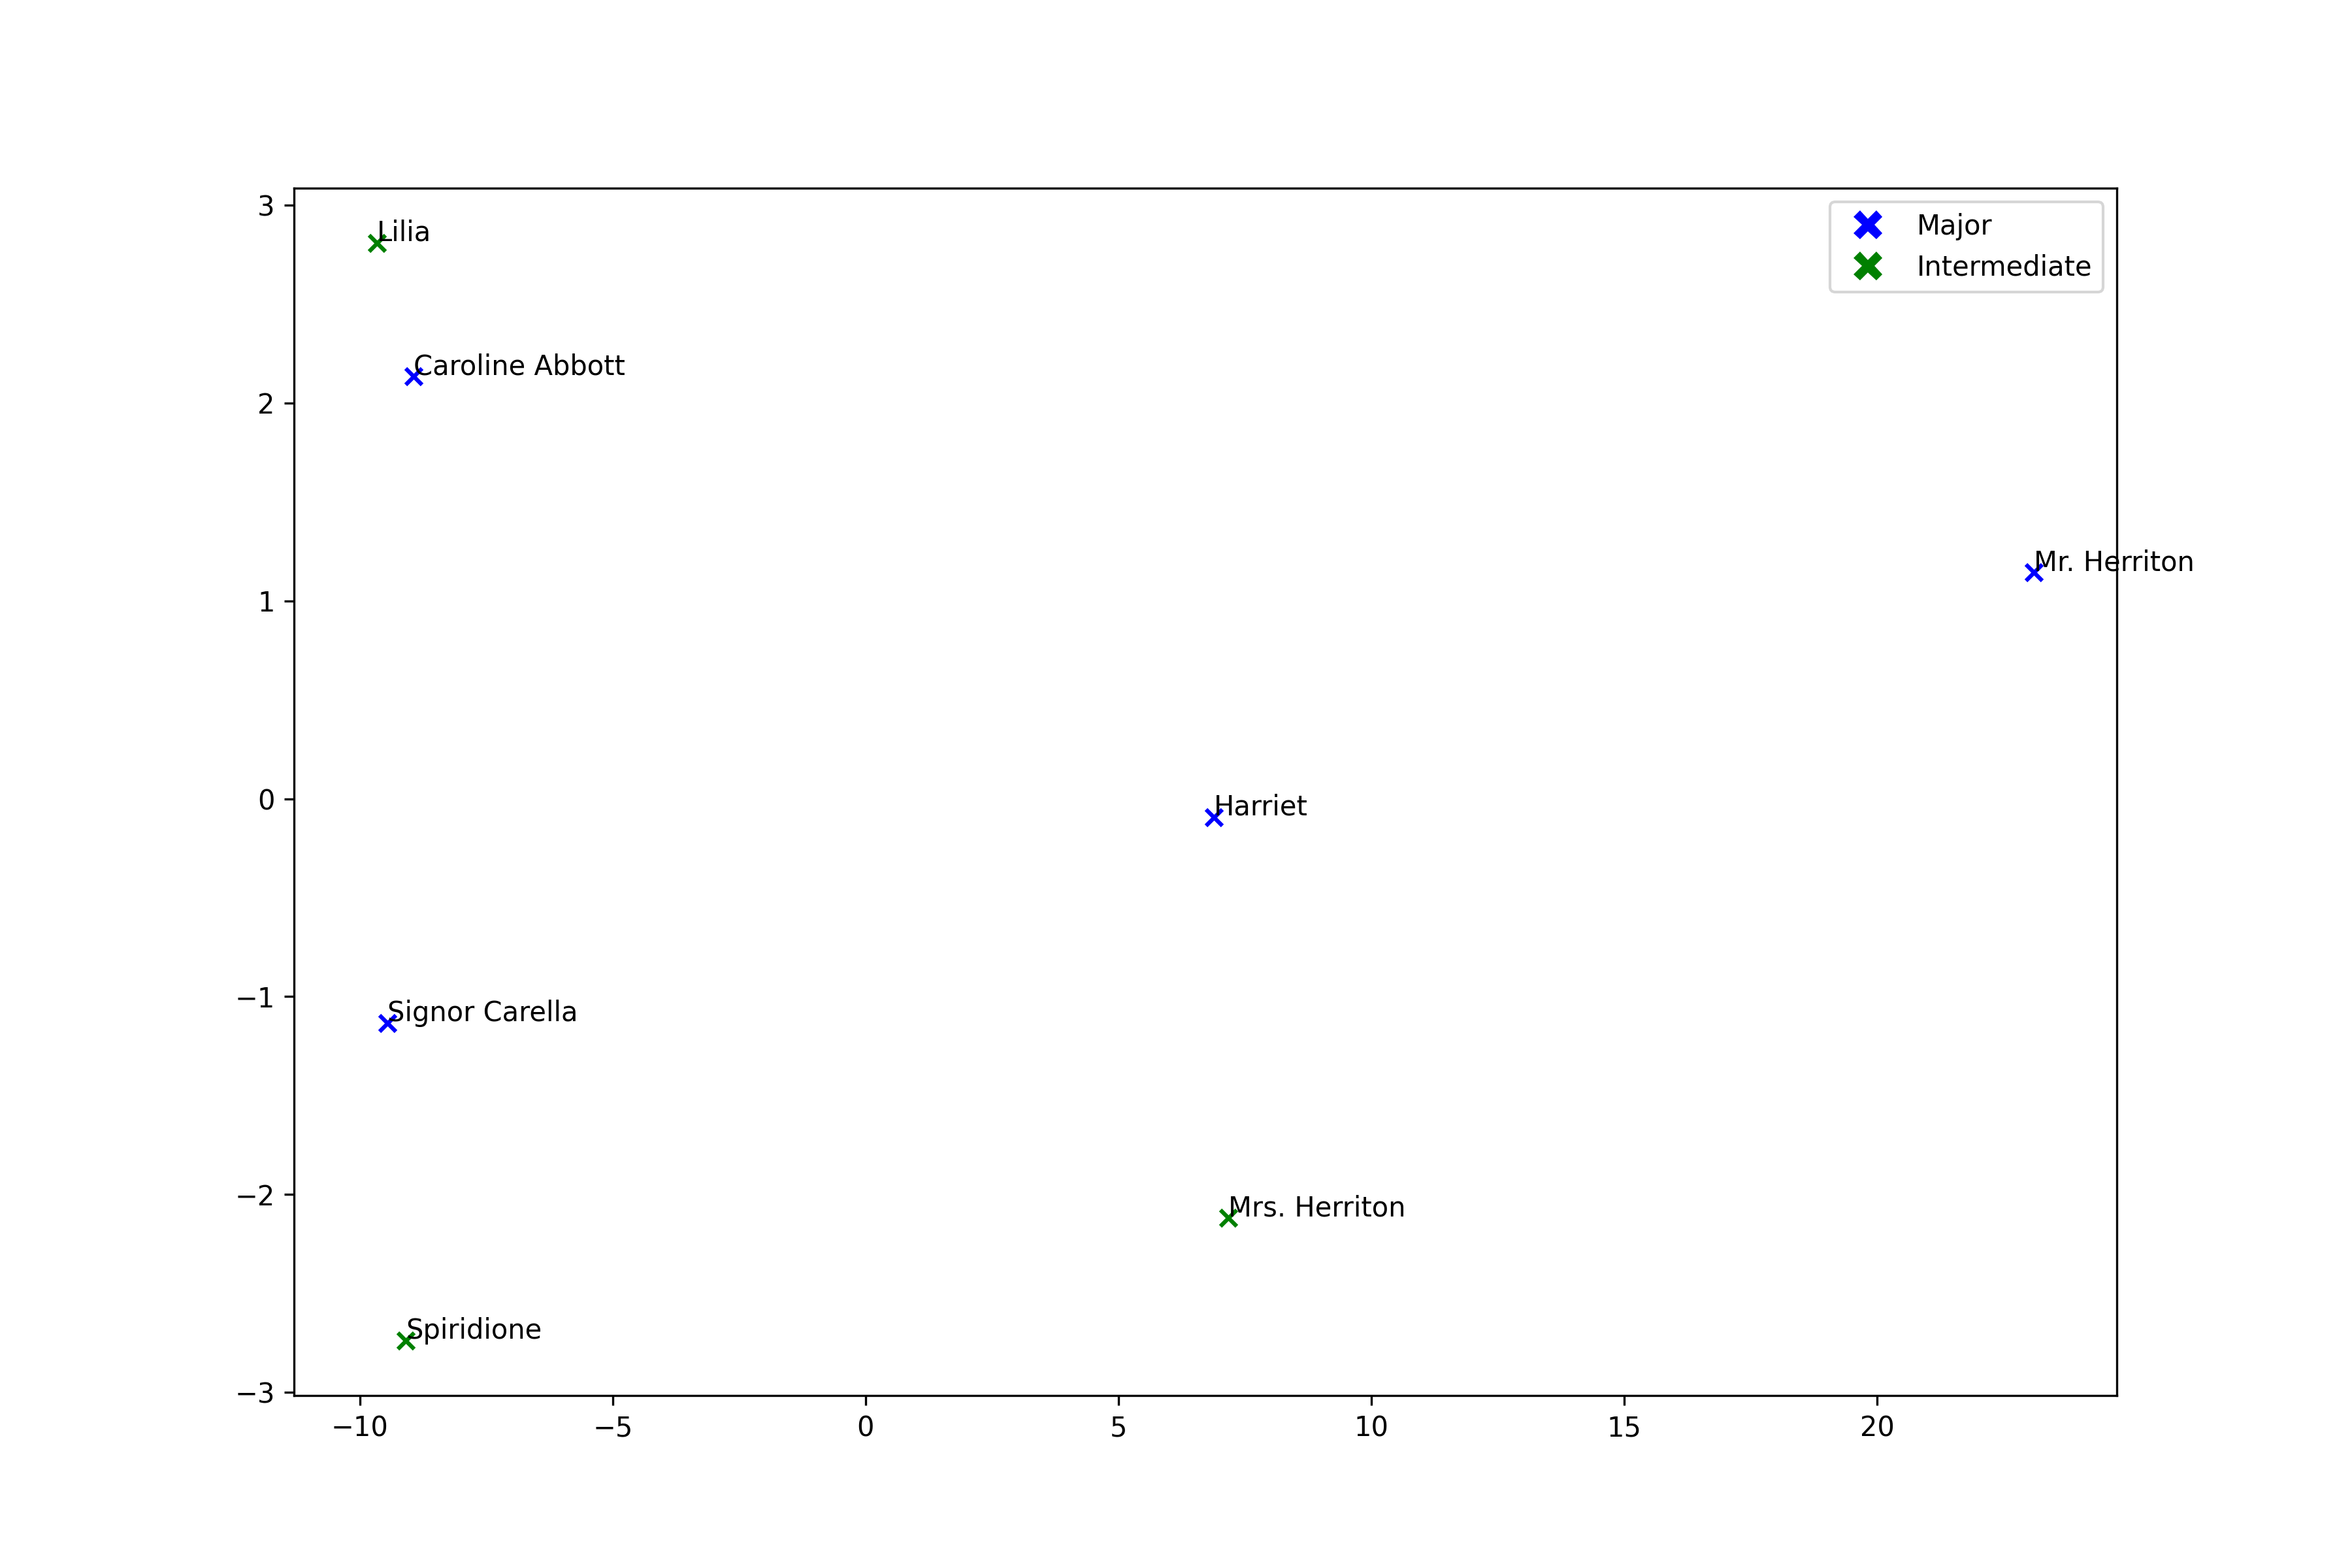 3
Lilia
Major
Intermediate
Caroline Abbott
2
Mr. Herriton
1
0
Harriet
−1
Signor Carella
−2
Mrs. Herriton
Spiridione
−3
−10 −5 0 5 10 15 20